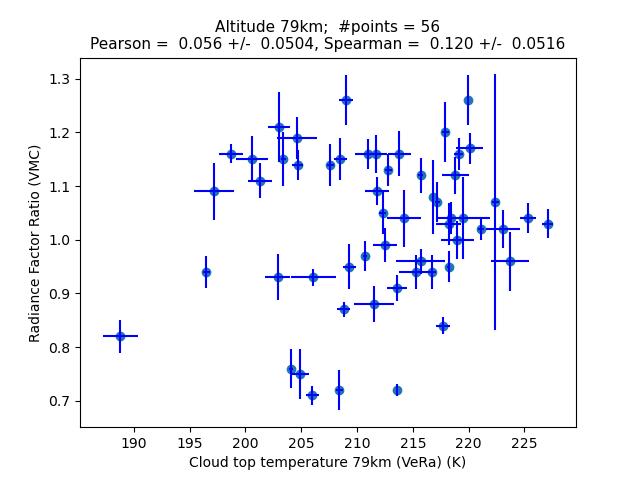 Altitude 79km;  #points = 56
Pearson =  0.056 +/-  0.0504, Spearman =  0.120 +/-  0.0516
1.3
1.2
1.1
1.0
0.9
0.8
0.7
Radiance Factor Ratio (VMC)
190 195 200 205 210 215 220 225
Cloud top temperature 79km (VeRa) (K)